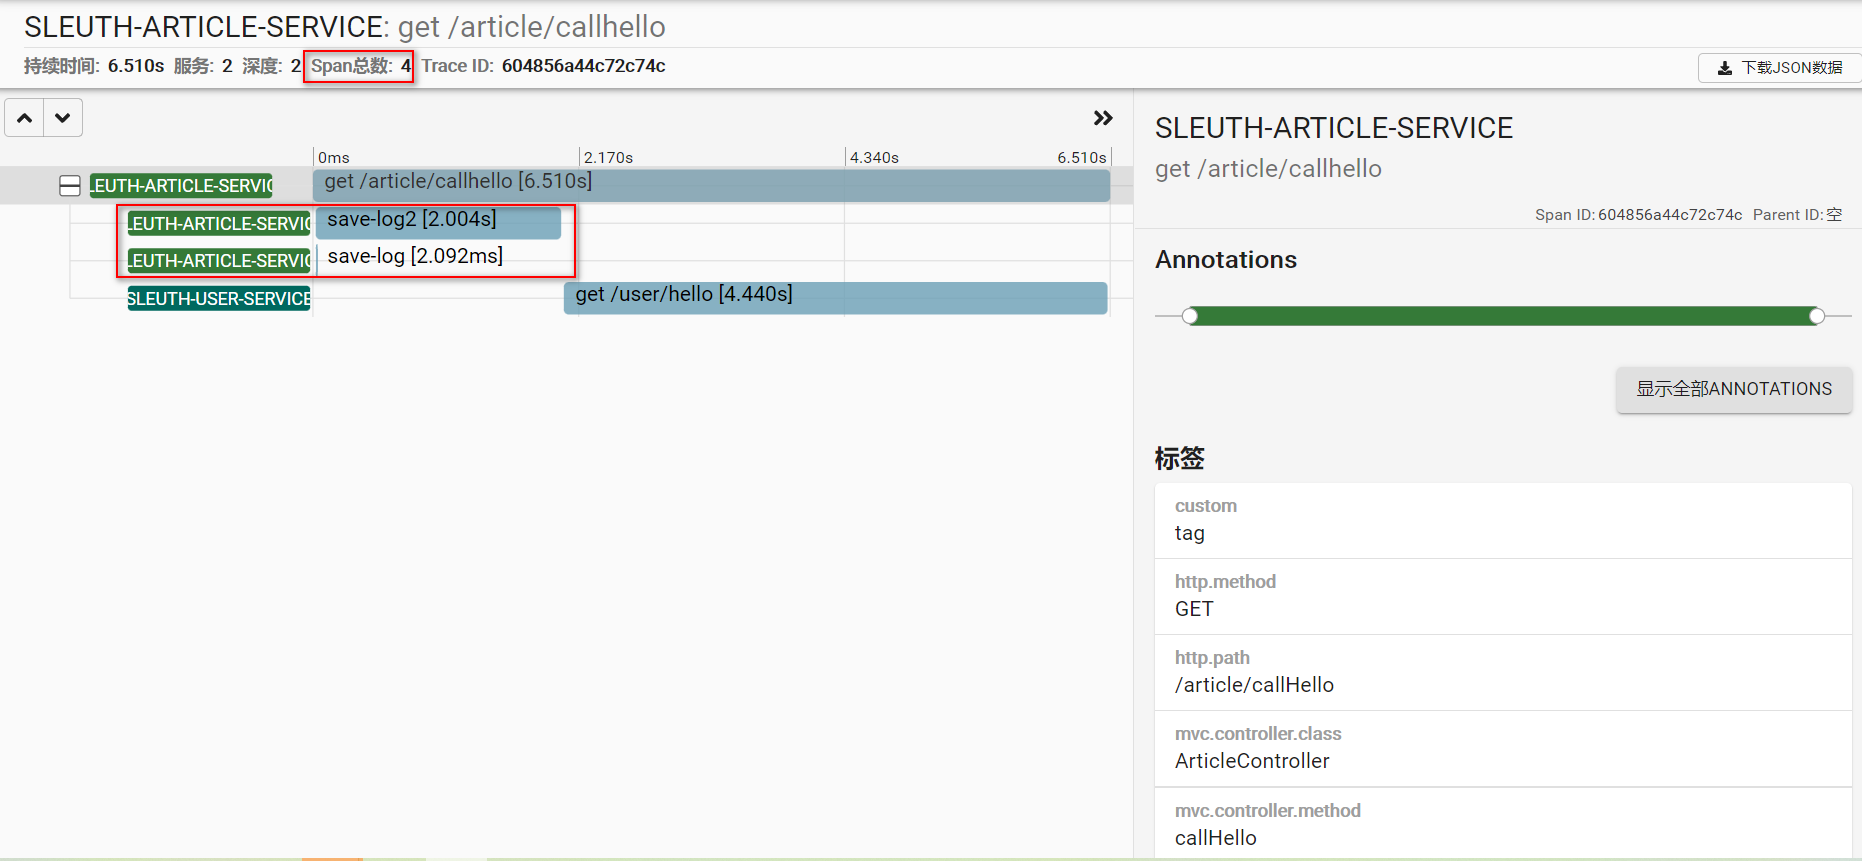 SLEUTH-ARTICLE-SERVICE: get /article/callhello
持续时间: 6.510s 服务: 2 深度: 2 Span总数: 4 Trace ID: 604856a44c72c74c
下载JSON数据
0ms 2.170s 4.340s 6.510s
LEUTH-ARTICLE-SERVIC get /article/callhello [6.510s]
EUTH-ARTICLE-SERVIC save-log2 [2.004s]
EUTH-ARTICLE-SERVIC save-log [2.092ms]
SLEUTH-USER-SERVICE get /user/hello [4.440s]
SLEUTH-ARTICLE-SERVICE
get /article/callhello
Span ID: 604856a44c72c74c Parent ID: 空
Annotations
显示全部ANNOTATIONS
标签
custom
tag
http.method
GET
http.path
/article/callHello
mvc.controller.class
ArticleController
mvc.controller.method
callHello